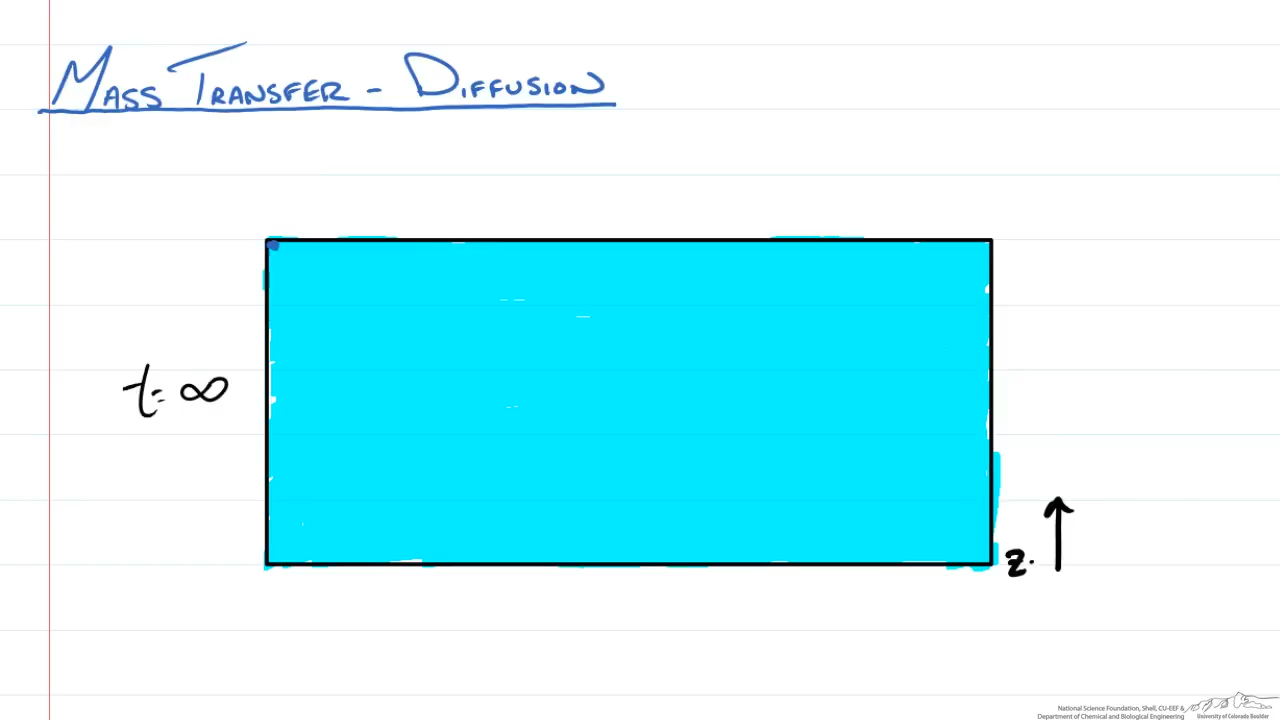 MASS TRANSFER - DIFFUSION
t = ∞
z
National Science Foundation, Shell, CU-EEF &
Department of Chemical and Biological Engineering
University of Colorado Boulder